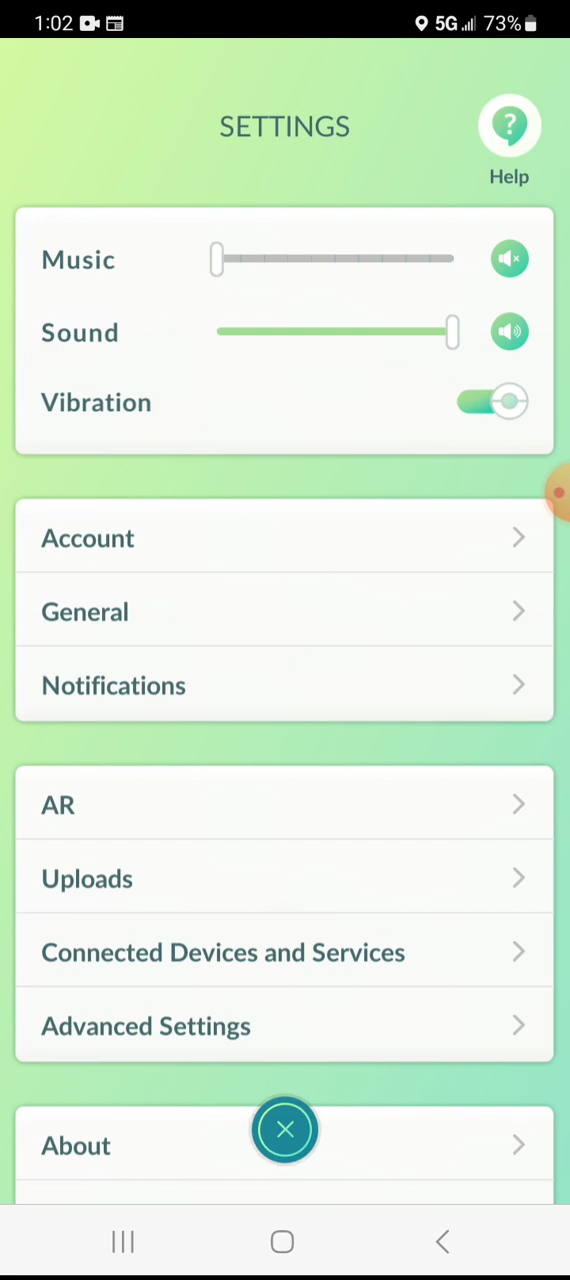 1:02 5G 73%
SETTINGS
?
Help
Music
Sound
Vibration
Account
General
Notifications
AR
Uploads
Connected Devices and Services
Advanced Settings
About